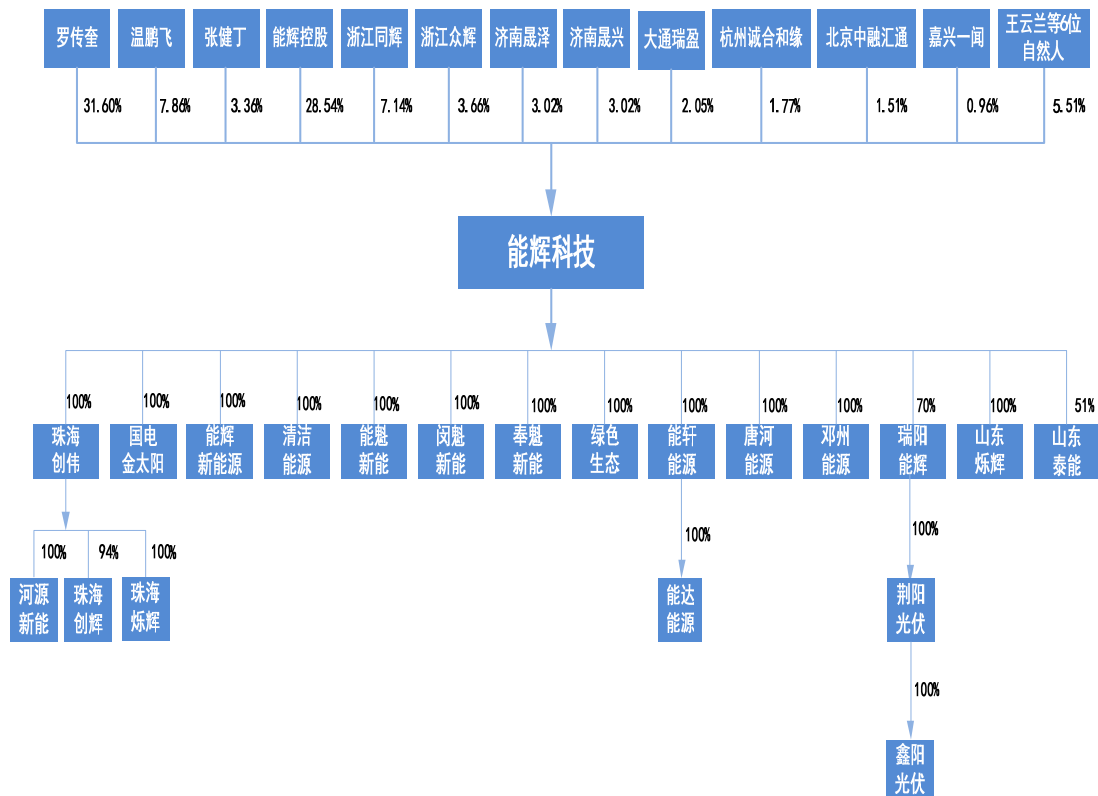 罗传奎
温鹏飞
张健丁
能辉控股
浙江同辉
浙江众辉
济南晟泽
济南晟兴
大通瑞盈
杭州诚合和缘
北京中融汇通
嘉兴一闻
王云兰等6位
自然人
31.60%
7.86%
3.36%
28.54%
7.14%
3.66%
3.02%
3.02%
2.05%
1.77%
1.51%
0.96%
5.51%
能辉科技
100%
100%
100%
100%
100%
100%
100%
100%
100%
100%
100%
70%
100%
51%
珠海
创伟
国电
金太阳
能辉
新能源
清洁
能源
能魁
新能
闵魁
新能
奉魁
新能
绿色
生态
能轩
能源
唐河
能源
邓州
能源
瑞阳
能辉
山东
烁辉
山东
泰能
100%
94%
100%
100%
100%
河源
新能
珠海
创辉
珠海
烁辉
能达
能源
荆阳
光伏
100%
鑫阳
光伏